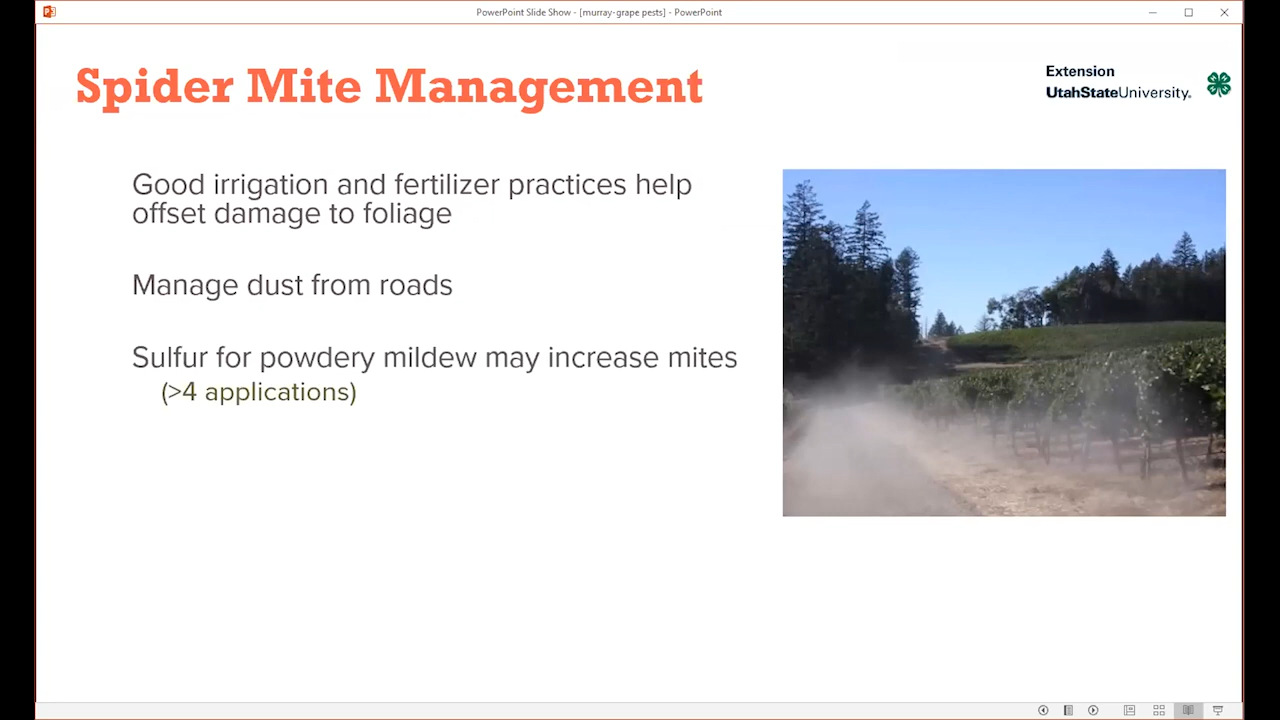 PowerPoint Slide Show - [murray-grape pests] - PowerPoint
Spider Mite Management
Extension
UtahStateUniversity.
Good irrigation and fertilizer practices help
offset damage to foliage
Manage dust from roads
Sulfur for powdery mildew may increase mites
(>4 applications)